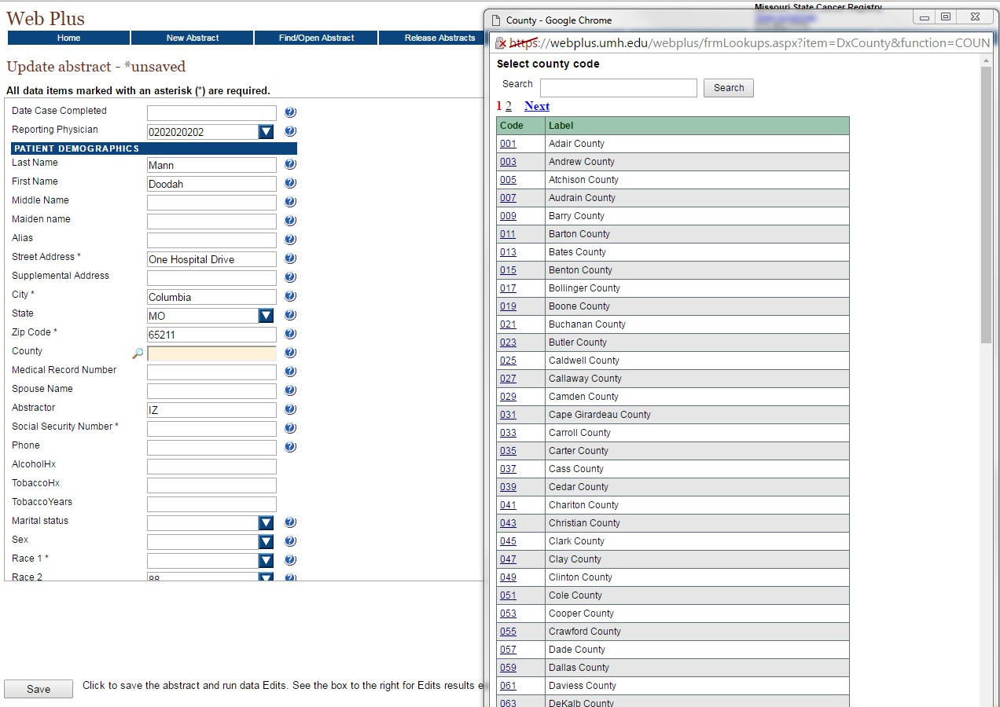 Web Plus
Home New Abstract Find/Open Abstract Release Abstracts
Update abstract - *unsaved
All data items marked with an asterisk (*) are required.
Date Case Completed
Reporting Physician 0202020202
PATIENT DEMOGRAPHICS
Last Name Mann
First Name Doodah
Middle Name
Maiden name
Alias
Street Address * One Hospital Drive
Supplemental Address
City * Columbia
State MO
Zip Code * 65211
County
Medical Record Number
Spouse Name
Abstractor IZ
Social Security Number *
Phone
AlcoholHx
TobaccoHx
TobaccoYears
Marital status
Sex
Race 1 *
Race 2 88
Save Click to save the abstract and run data Edits. See the box to the right for Edits results e
Missouri State Cancer Registry
County - Google Chrome
https://webplus.umh.edu/webplus/frmLookups.aspx?item=DxCounty&function=COUN
Select county code
Search Search
1 2 Next
Code Label
001 Adair County
003 Andrew County
005 Atchison County
007 Audrain County
009 Barry County
011 Barton County
013 Bates County
015 Benton County
017 Bollinger County
019 Boone County
021 Buchanan County
023 Butler County
025 Caldwell County
027 Callaway County
029 Camden County
031 Cape Girardeau County
033 Carroll County
035 Carter County
037 Cass County
039 Cedar County
041 Chariton County
043 Christian County
045 Clark County
047 Clay County
049 Clinton County
051 Cole County
053 Cooper County
055 Crawford County
057 Dade County
059 Dallas County
061 Daviess County
063 DeKalb County